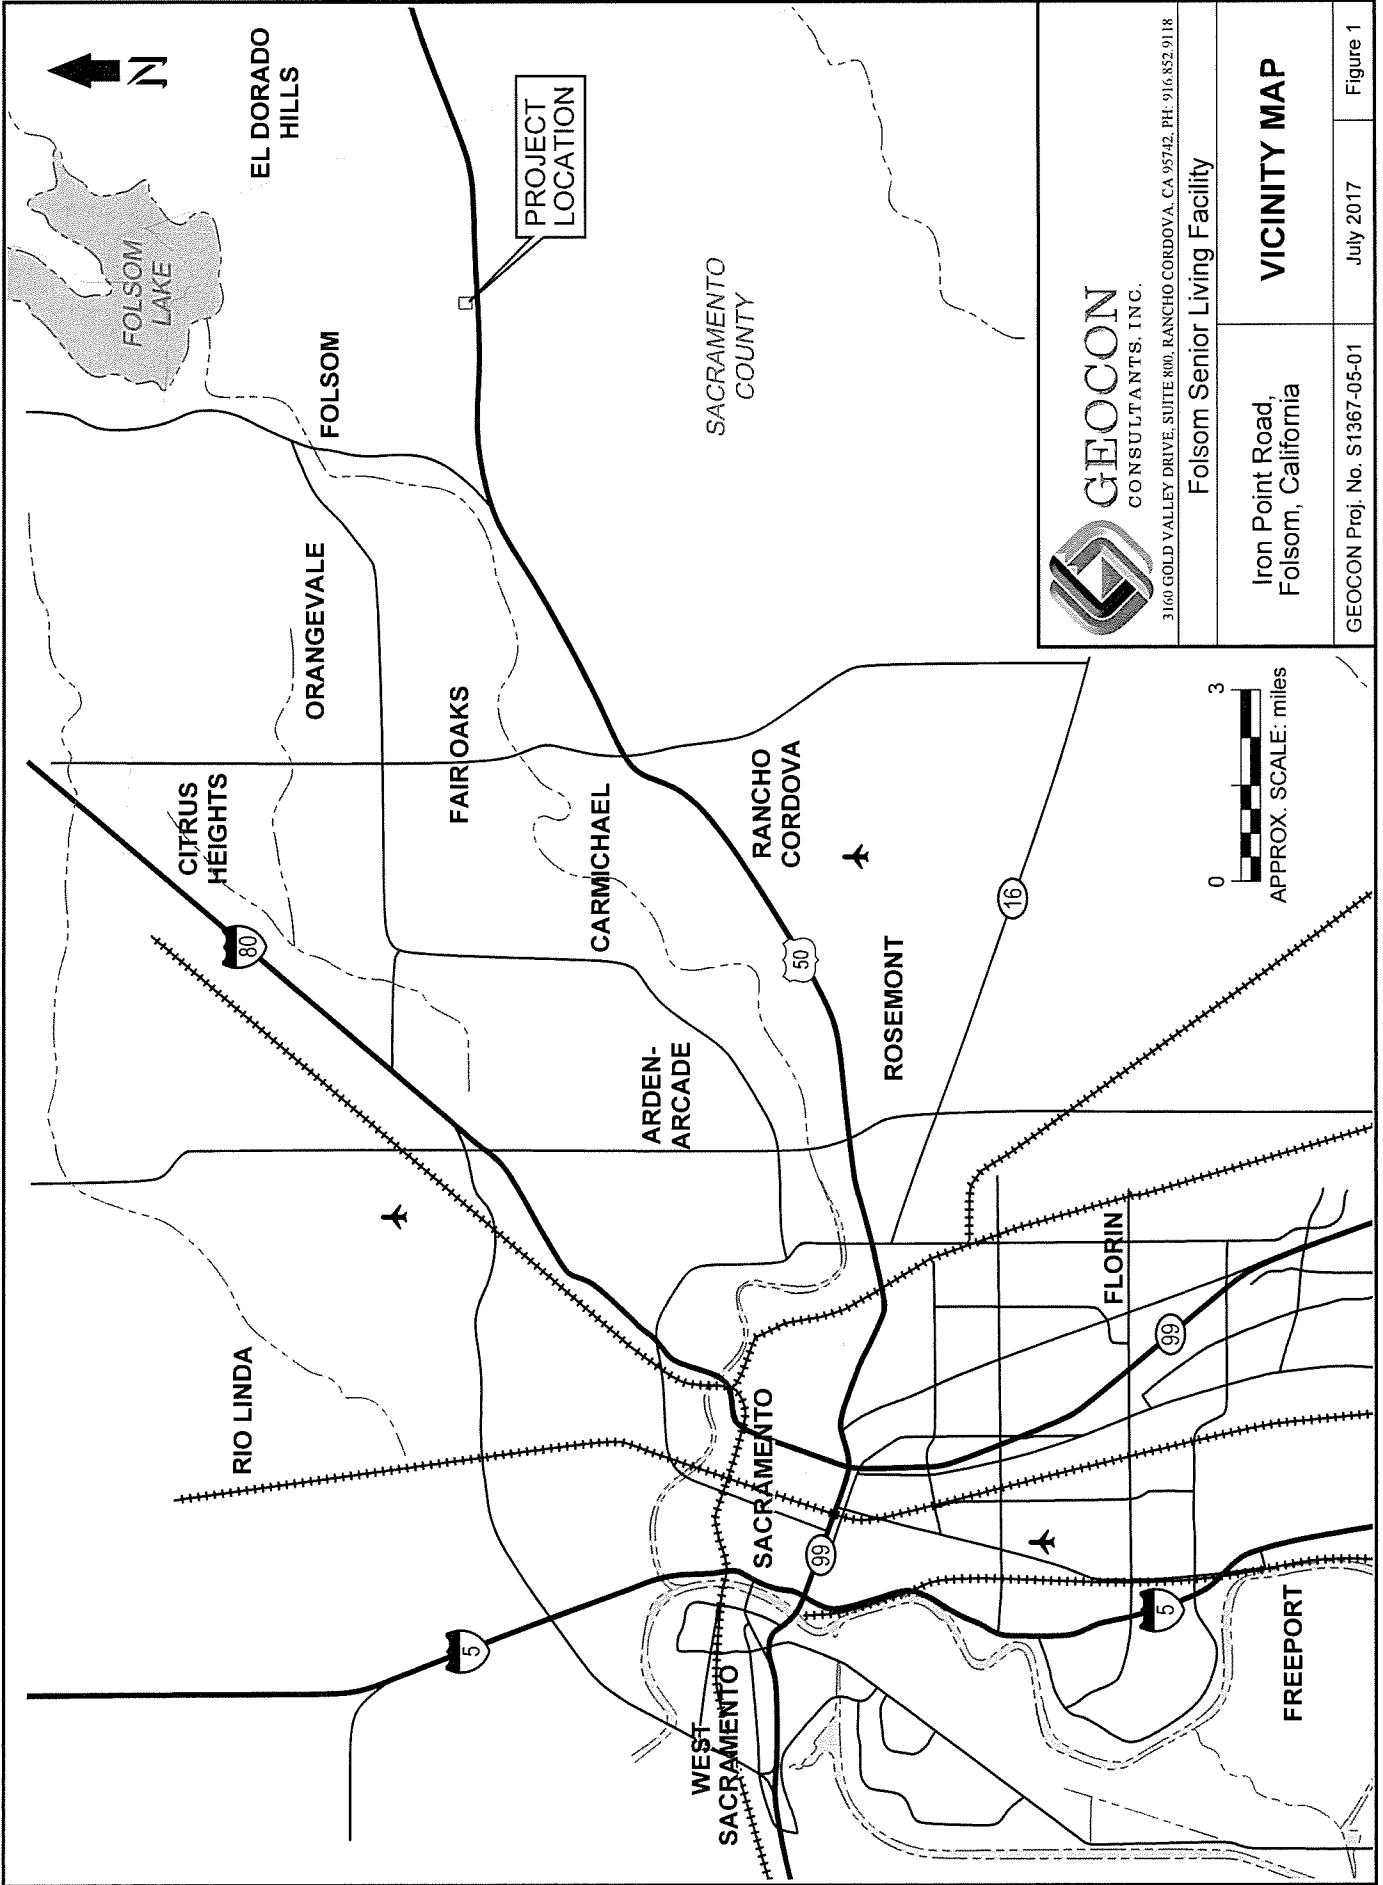 N
EL DORADO
HILLS
FOLSOM
LAKE
PROJECT
LOCATION
FOLSOM
SACRAMENTO
COUNTY
ORANGEVALE
FAIR OAKS
CITRUS
HEIGHTS
CARMICHAEL
RANCHO
CORDOVA
80
50
16
ROSEMONT
ARDEN-
ARCADE
RIO LINDA
FLORIN
99
SACRAMENTO
99
5
5
WEST
SACRAMENTO
FREEPORT
0
3
APPROX. SCALE: miles
GEOCON
CONSULTANTS, INC.
3160 GOLD VALLEY DRIVE, SUITE 800, RANCHO CORDOVA, CA 95742, PH: 916.852.9118
Folsom Senior Living Facility
Iron Point Road,
Folsom, California
VICINITY MAP
GEOCON Proj. No. S1367-05-01
July 2017
Figure 1